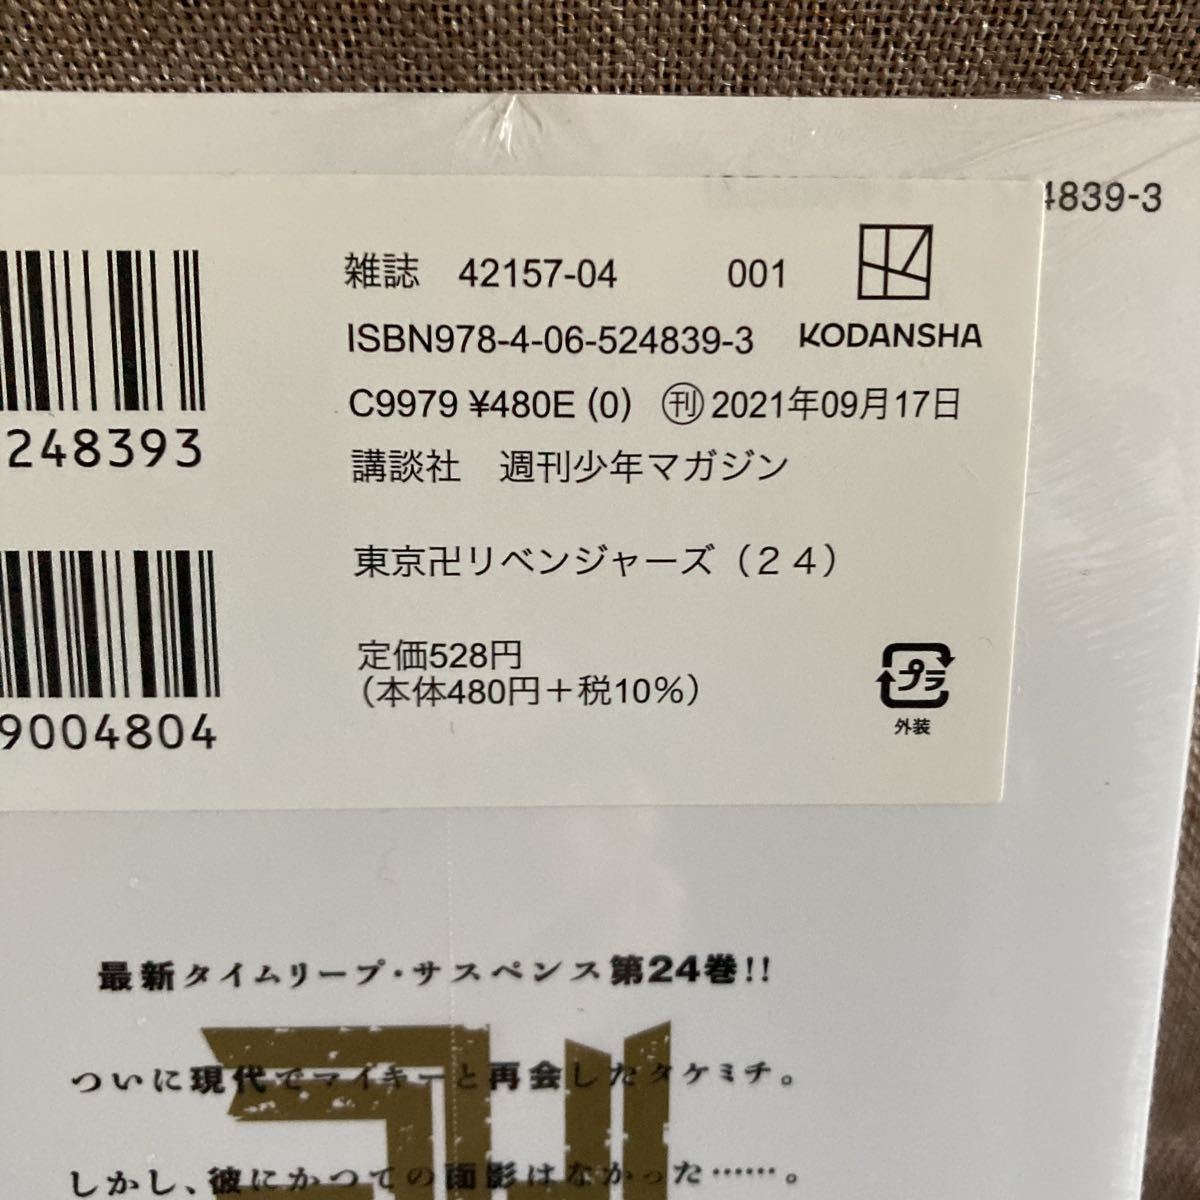 4839-3
雑誌 42157-04 001
ISBN978-4-06-524839-3 KODANSHA
C9979 ¥480E (0) ㊗2021年09月17日
248393
講談社 週刊少年マガジン
東京卍リベンジャーズ（２４）
定価528円
（本体480円＋税10%）
プラ
外装
9004804
最新タイムリープ・サスペンス第24巻!!
ついに現代でマイキーと再会したタケミチ。
しかし、彼にかつての面影はなかった……。